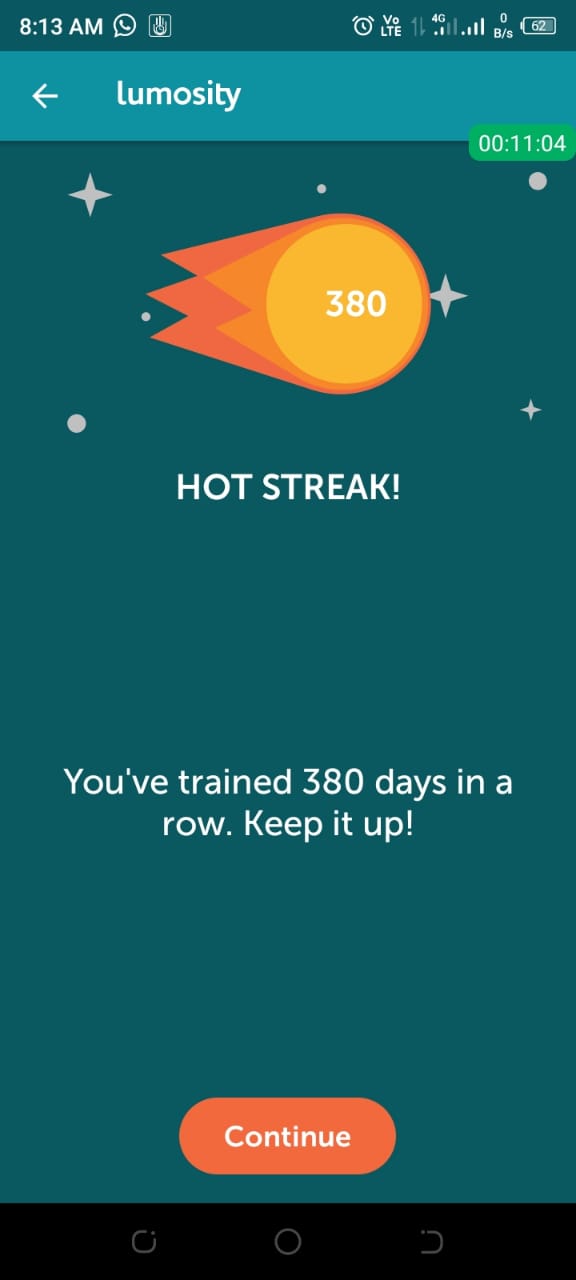 8:13 AM Vo LTE 4G 0 B/s 62
lumosity
00:11:04
380
HOT STREAK!
You've trained 380 days in a
row. Keep it up!
Continue